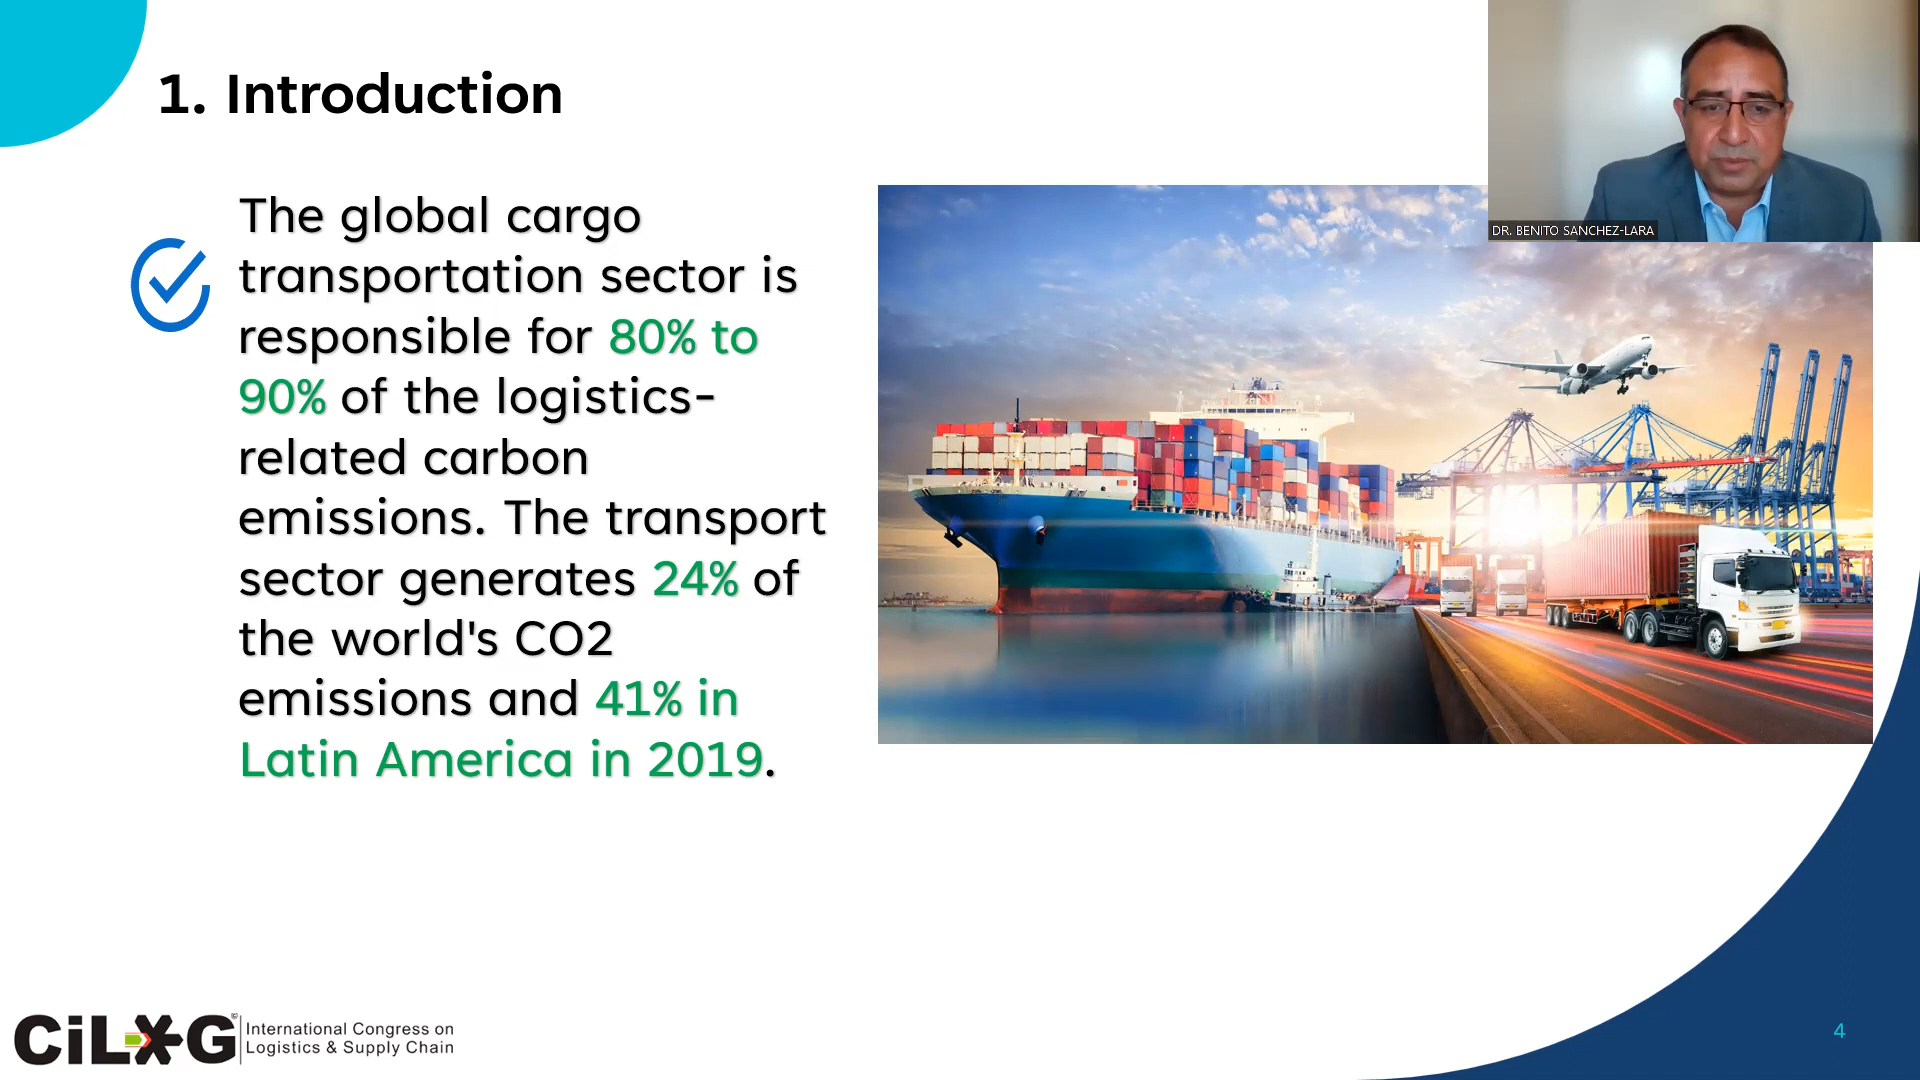 1. Introduction
The global cargo
transportation sector is
responsible for 80% to
90% of the logistics-
related carbon
emissions. The transport
sector generates 24% of
the world's CO2
emissions and 41% in
Latin America in 2019.
DR. BENITO SANCHEZ-LARA
CiLOG
International Congress on
Logistics & Supply Chain
4